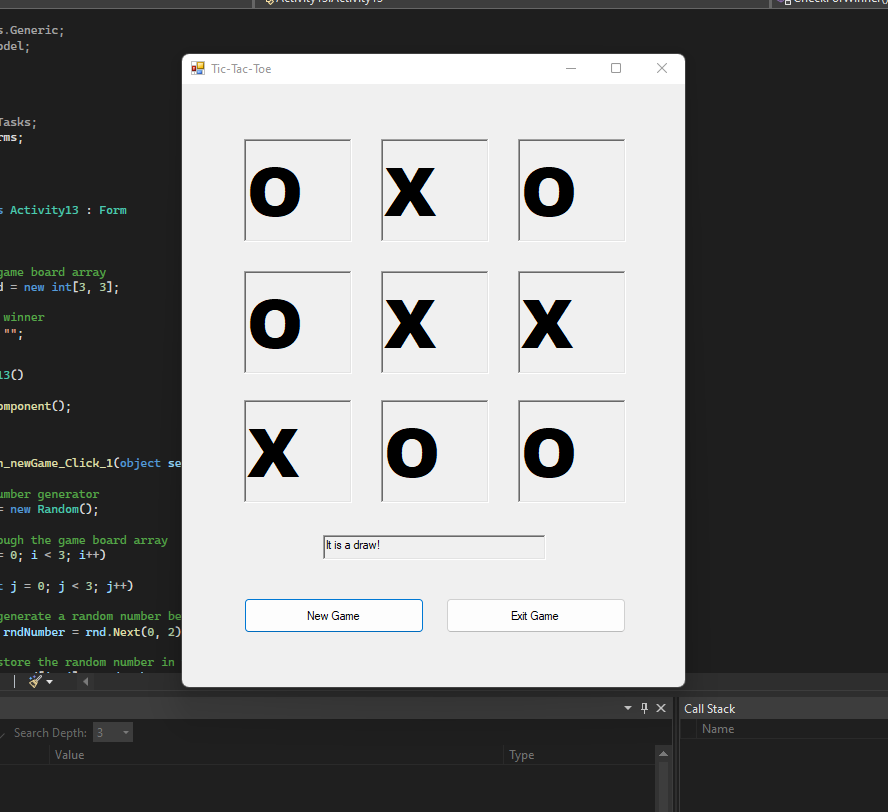 Activity13.Activity13
CheckForWinner()
s.Generic;
odel;
Tasks;
rms;
s Activity13 : Form
game board array
d = new int[3, 3];
winner
"";
13()
omponent();
n_newGame_Click_1(object se
umber generator
= new Random();
ough the game board array
= 0; i < 3; i++)
t j = 0; j < 3; j++)
generate a random number be
rndNumber = rnd.Next(0, 2)
store the random number in
Tic-Tac-Toe
O X O
O X X
X O O
It is a draw!
New Game Exit Game
Search Depth: 3
Value Type
Call Stack
Name